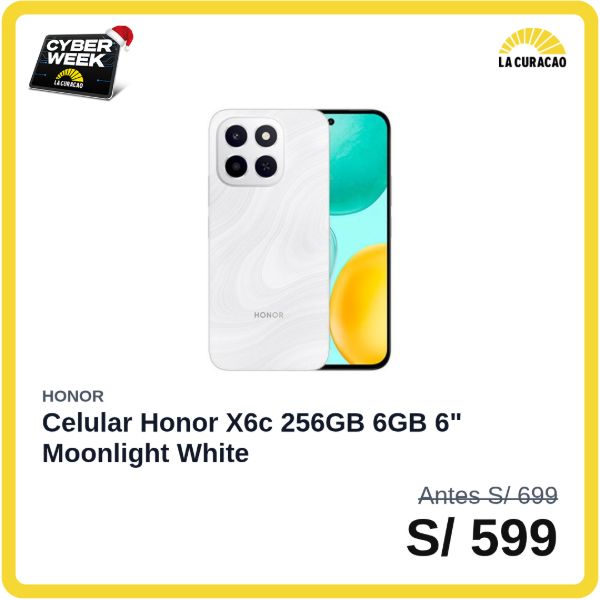 CYBER
WEEK
LA CURACAO
LA CURACAO
HONOR
HONOR
Celular Honor X6c 256GB 6GB 6"
Moonlight White
Antes S/ 699
S/ 599